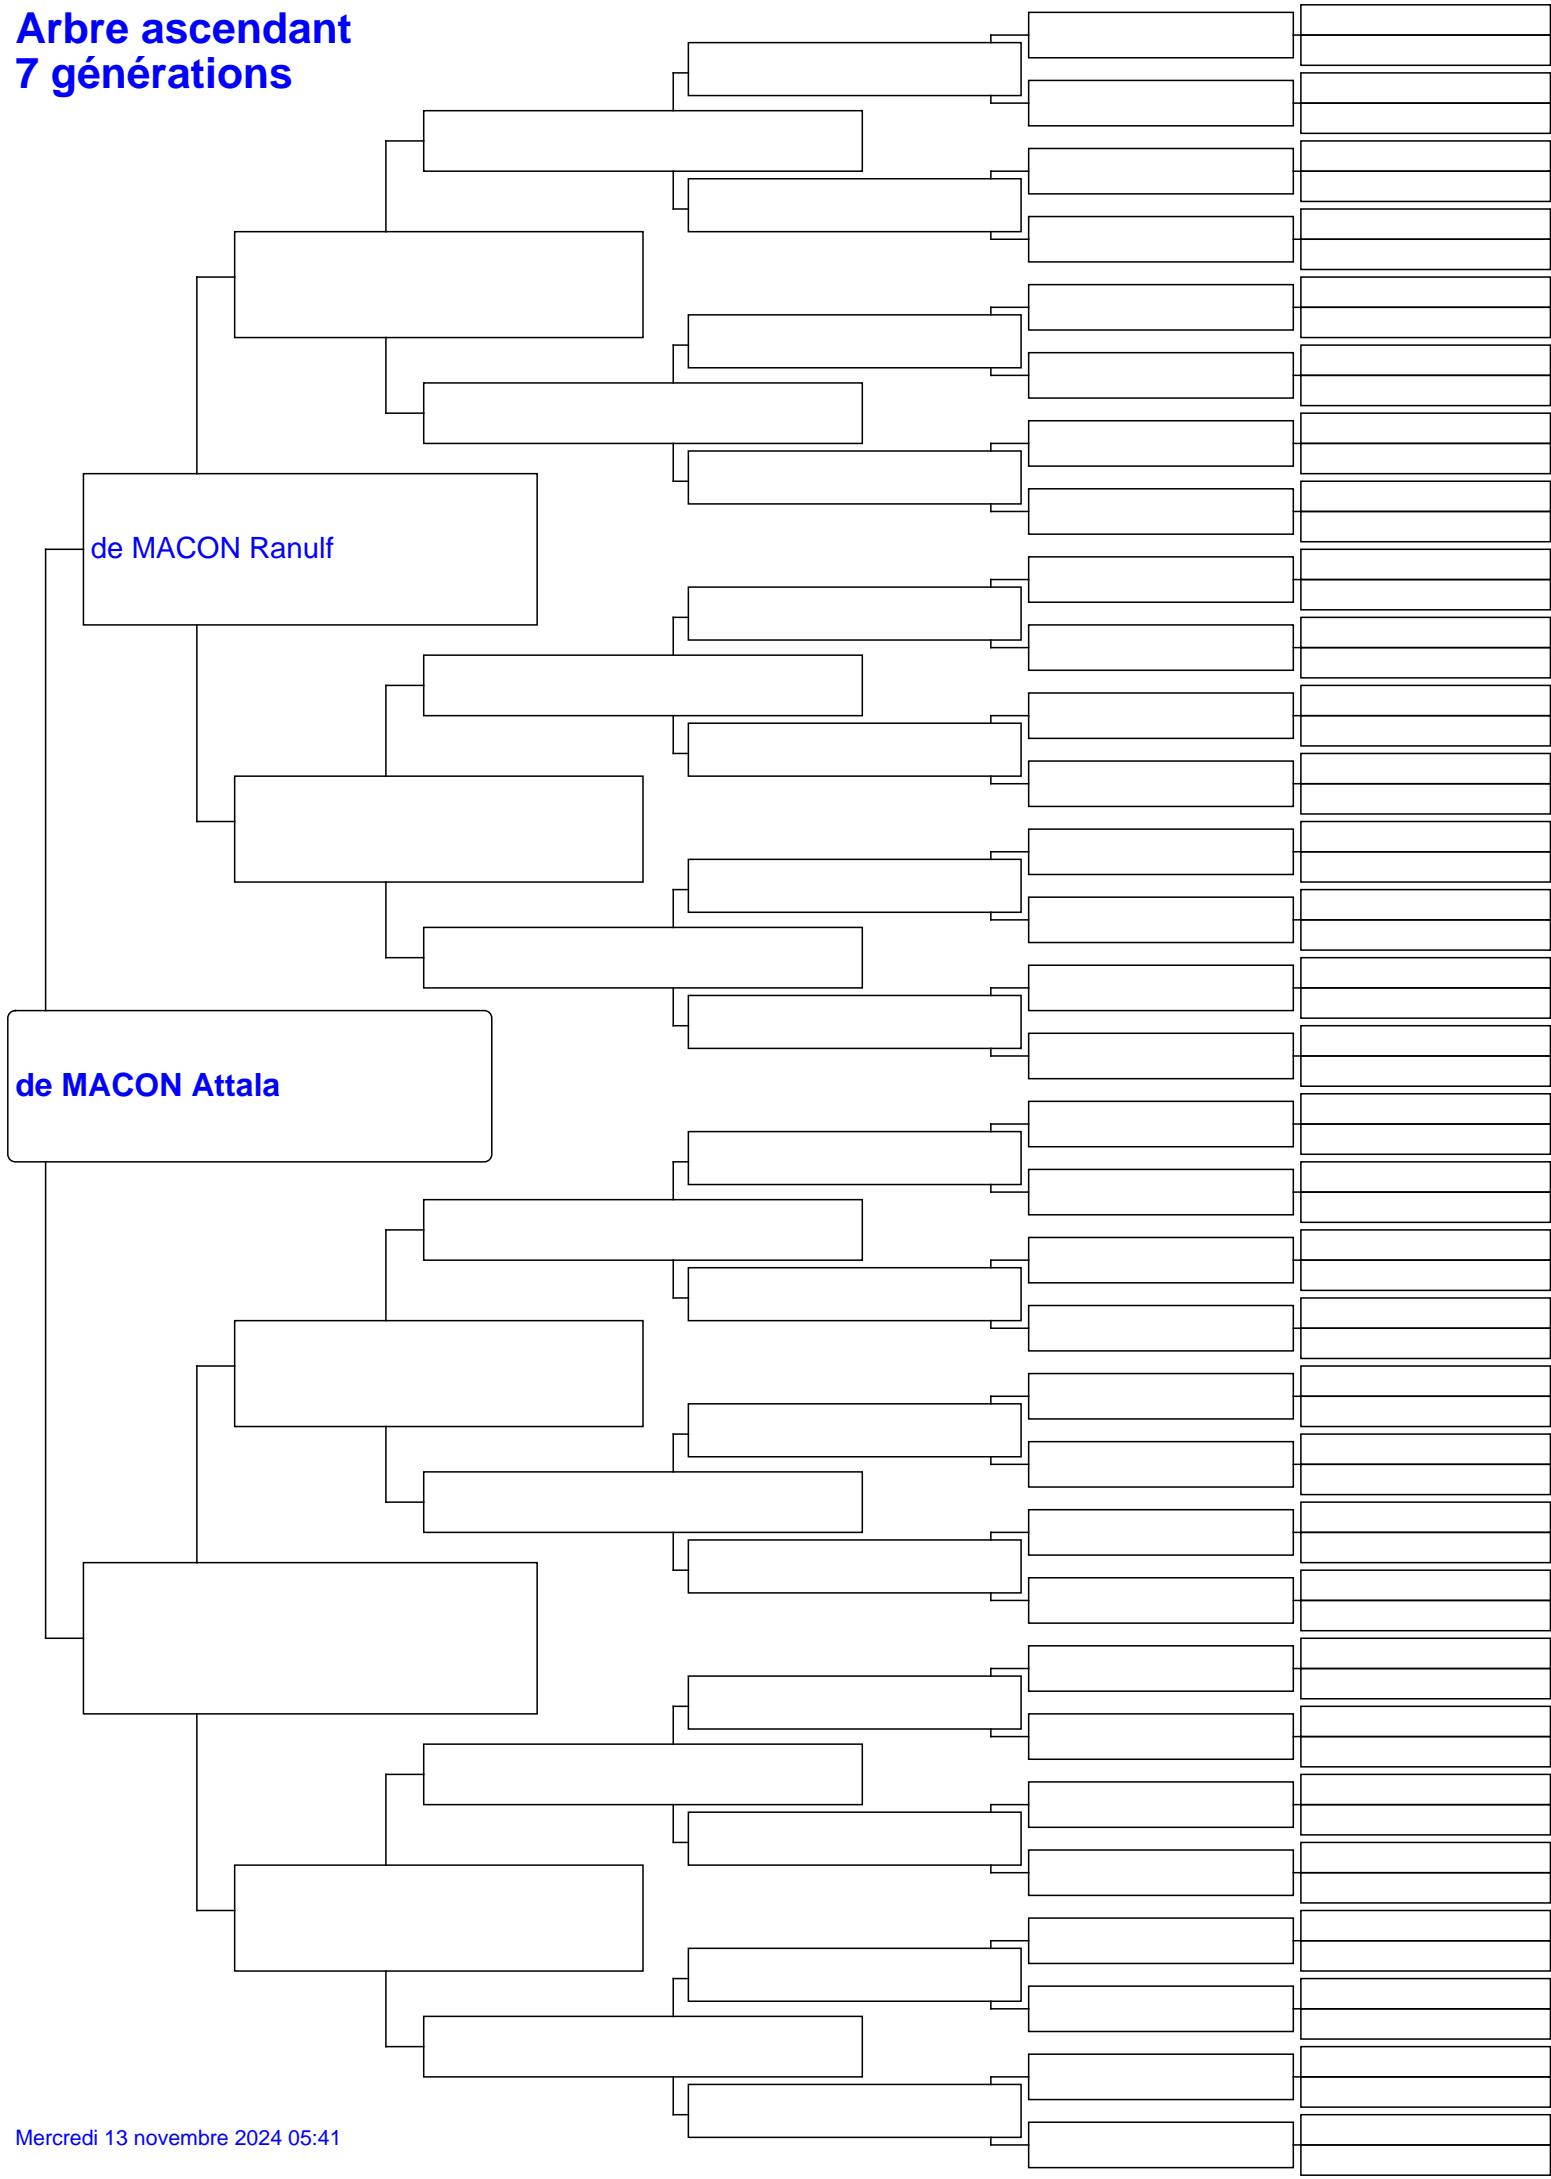 Arbre ascendant
7 générations
de MACON Ranulf
de MACON Attala
Mercredi 13 novembre 2024 05:41